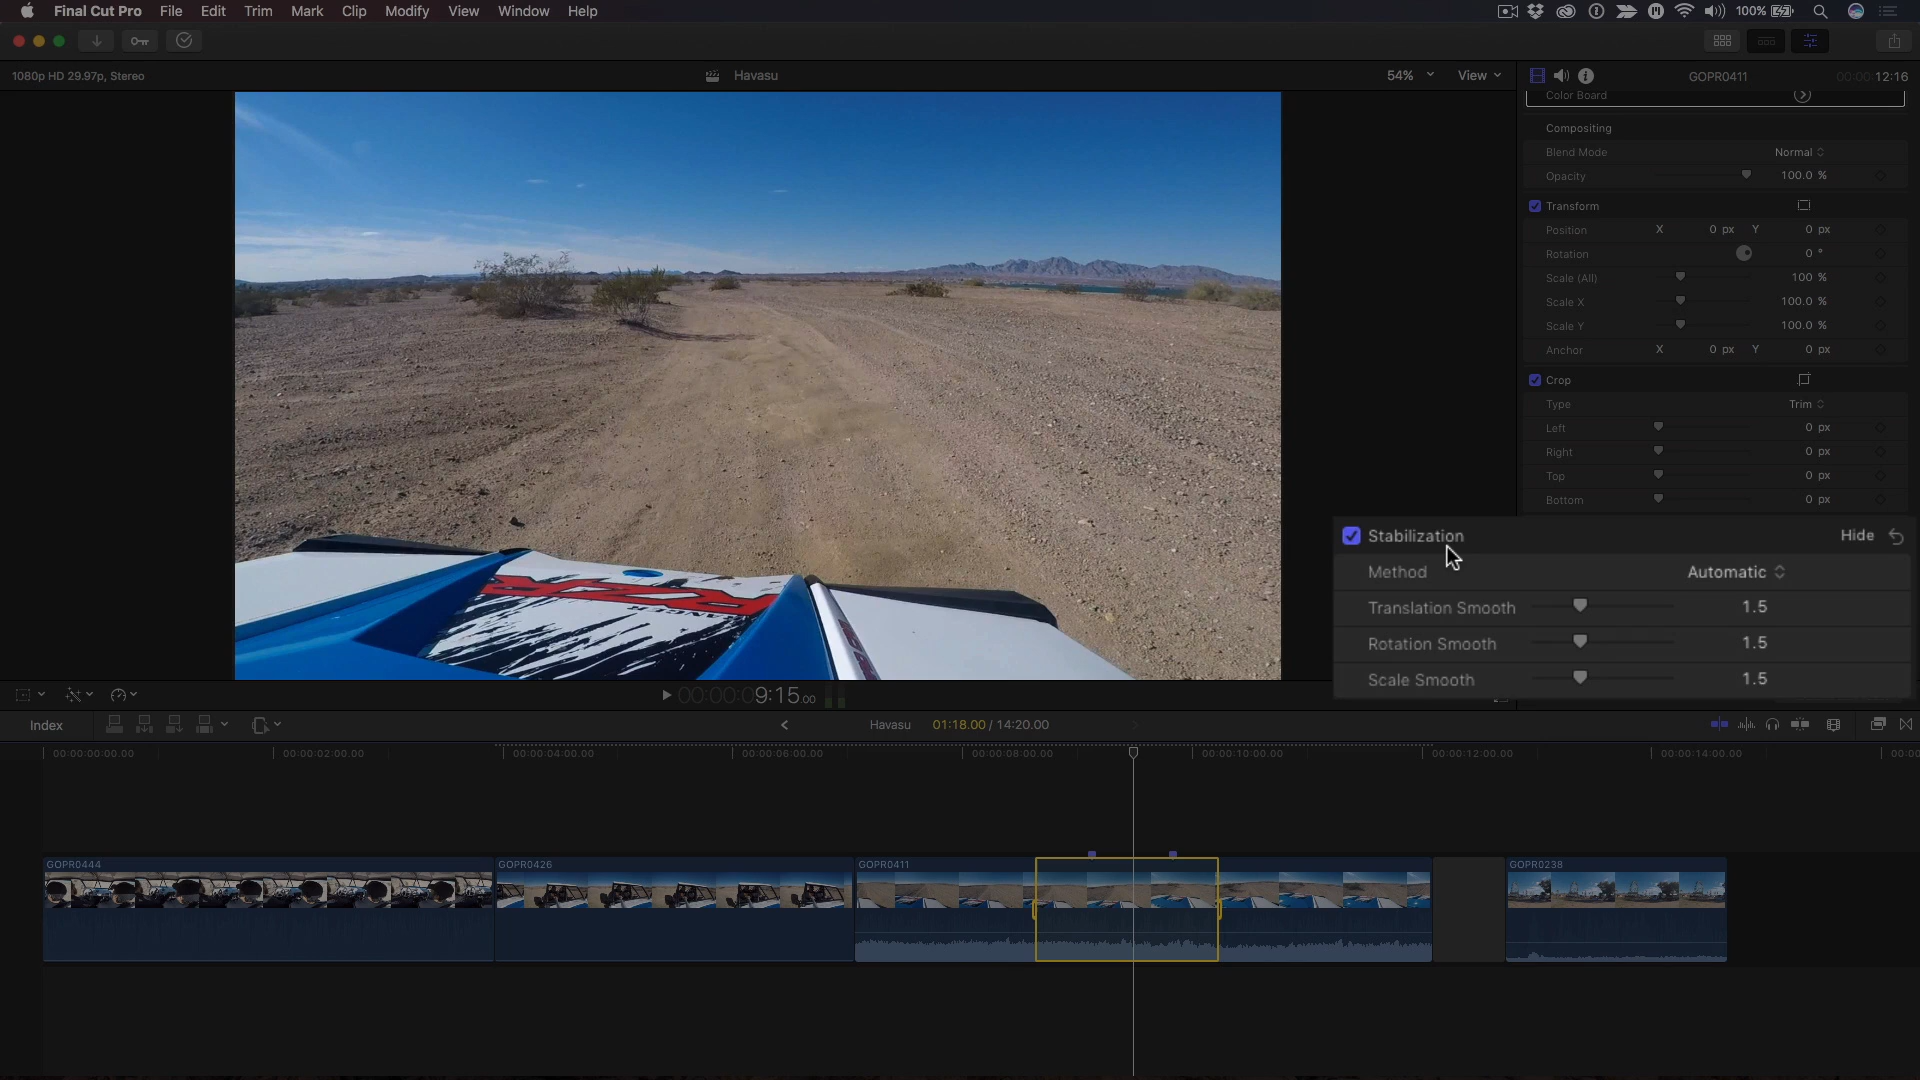 Final Cut Pro File Edit Trim Mark Clip Modify View Window Help 100%
1080p HD 29.97p, Stereo Havasu 54% View GOPR0411 00:00:12:16
Color Board
Compositing
Blend Mode Normal
Opacity 100.0 %
Transform
Position X 0 px Y 0 px
Rotation 0 °
Scale (All) 100 %
Scale X 100.0 %
Scale Y 100.0 %
Anchor X 0 px Y 0 px
Crop
Type Trim
Left 0 px
Right 0 px
Top 0 px
Bottom 0 px
Stabilization Hide
Method Automatic
Translation Smooth 1.5
Rotation Smooth 1.5
Scale Smooth 1.5
00:00:09:15.00
Index Havasu 01:18.00 / 14:20.00
00:00:00:00.00 00:00:02:00.00 00:00:04:00.00 00:00:06:00.00 00:00:08:00.00 00:00:10:00.00 00:00:12:00.00 00:00:14:00.00
GOPR0444 GOPR0426 GOPR0411 GOPR0238